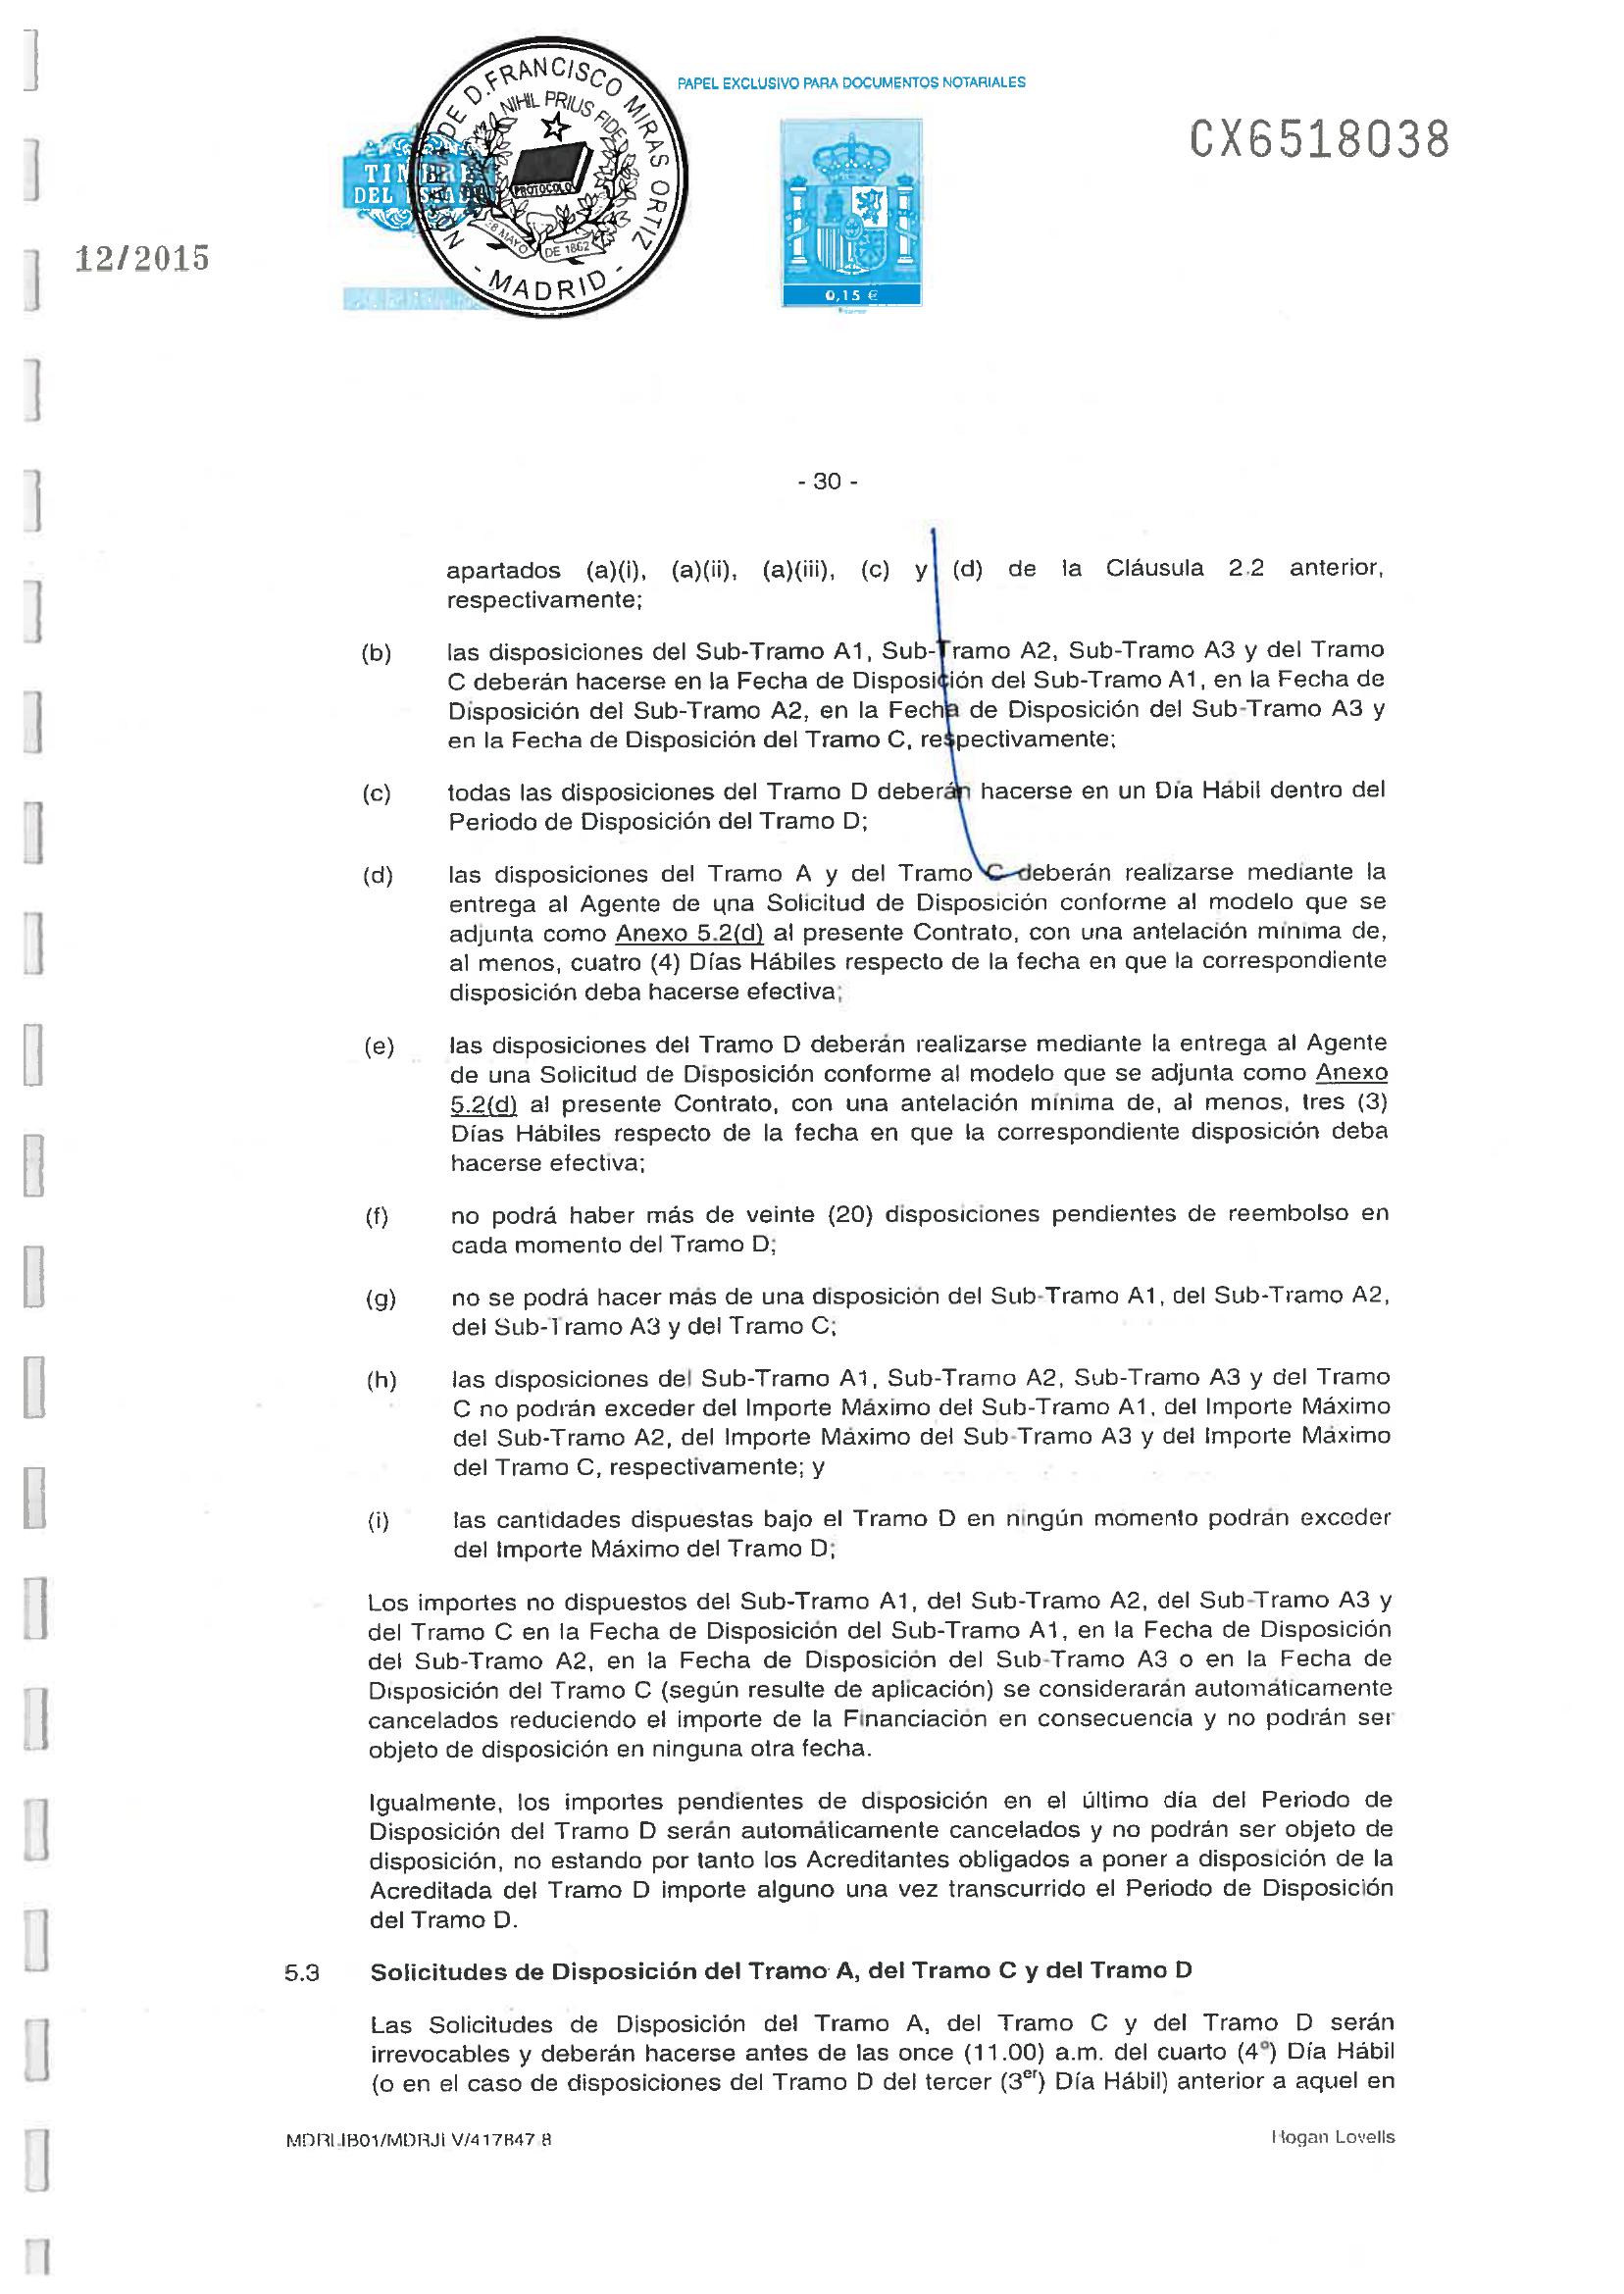 PAPEL EXCLUSIVO PARA DOCUMENTOS NOTARIALES
CX6518038
NOTARIA DE D.FRANCISCO MIRAS ORTIZ
- MADRID -
NIHIL PRIUS FIDE
PROTOCOLO
28 MAYO DE 1862
TIMBRE
DEL ESTADO
0,15 €
12/2015
- 30 -
apartados (a)(i), (a)(ii), (a)(iii), (c) y (d) de la Cláusula 2.2 anterior,
respectivamente;
(b) las disposiciones del Sub-Tramo A1, Sub-Tramo A2, Sub-Tramo A3 y del Tramo
C deberán hacerse en la Fecha de Disposición del Sub-Tramo A1, en la Fecha de
Disposición del Sub-Tramo A2, en la Fecha de Disposición del Sub-Tramo A3 y
en la Fecha de Disposición del Tramo C, respectivamente;
(c) todas las disposiciones del Tramo D deberán hacerse en un Día Hábil dentro del
Periodo de Disposición del Tramo D;
(d) las disposiciones del Tramo A y del Tramo C deberán realizarse mediante la
entrega al Agente de una Solicitud de Disposición conforme al modelo que se
adjunta como Anexo 5.2(d) al presente Contrato, con una antelación mínima de,
al menos, cuatro (4) Días Hábiles respecto de la fecha en que la correspondiente
disposición deba hacerse efectiva;
(e) las disposiciones del Tramo D deberán realizarse mediante la entrega al Agente
de una Solicitud de Disposición conforme al modelo que se adjunta como Anexo
5.2(d) al presente Contrato, con una antelación mínima de, al menos, tres (3)
Días Hábiles respecto de la fecha en que la correspondiente disposición deba
hacerse efectiva;
(f) no podrá haber más de veinte (20) disposiciones pendientes de reembolso en
cada momento del Tramo D;
(g) no se podrá hacer más de una disposición del Sub-Tramo A1, del Sub-Tramo A2,
del Sub-Tramo A3 y del Tramo C;
(h) las disposiciones del Sub-Tramo A1, Sub-Tramo A2, Sub-Tramo A3 y del Tramo
C no podrán exceder del Importe Máximo del Sub-Tramo A1, del Importe Máximo
del Sub-Tramo A2, del Importe Máximo del Sub-Tramo A3 y del Importe Máximo
del Tramo C, respectivamente; y
(i) las cantidades dispuestas bajo el Tramo D en ningún momento podrán exceder
del Importe Máximo del Tramo D;
Los importes no dispuestos del Sub-Tramo A1, del Sub-Tramo A2, del Sub-Tramo A3 y
del Tramo C en la Fecha de Disposición del Sub-Tramo A1, en la Fecha de Disposición
del Sub-Tramo A2, en la Fecha de Disposición del Sub-Tramo A3 o en la Fecha de
Disposición del Tramo C (según resulte de aplicación) se considerarán automáticamente
cancelados reduciendo el importe de la Financiación en consecuencia y no podrán ser
objeto de disposición en ninguna otra fecha.
Igualmente, los importes pendientes de disposición en el último día del Periodo de
Disposición del Tramo D serán automáticamente cancelados y no podrán ser objeto de
disposición, no estando por tanto los Acreditantes obligados a poner a disposición de la
Acreditada del Tramo D importe alguno una vez transcurrido el Periodo de Disposición
del Tramo D.
5.3 Solicitudes de Disposición del Tramo A, del Tramo C y del Tramo D
Las Solicitudes de Disposición del Tramo A, del Tramo C y del Tramo D serán
irrevocables y deberán hacerse antes de las once (11.00) a.m. del cuarto (4º) Día Hábil
(o en el caso de disposiciones del Tramo D del tercer (3er) Día Hábil) anterior a aquel en
MDRLIB01/MDRJLV/417847.8
Hogan Lovells